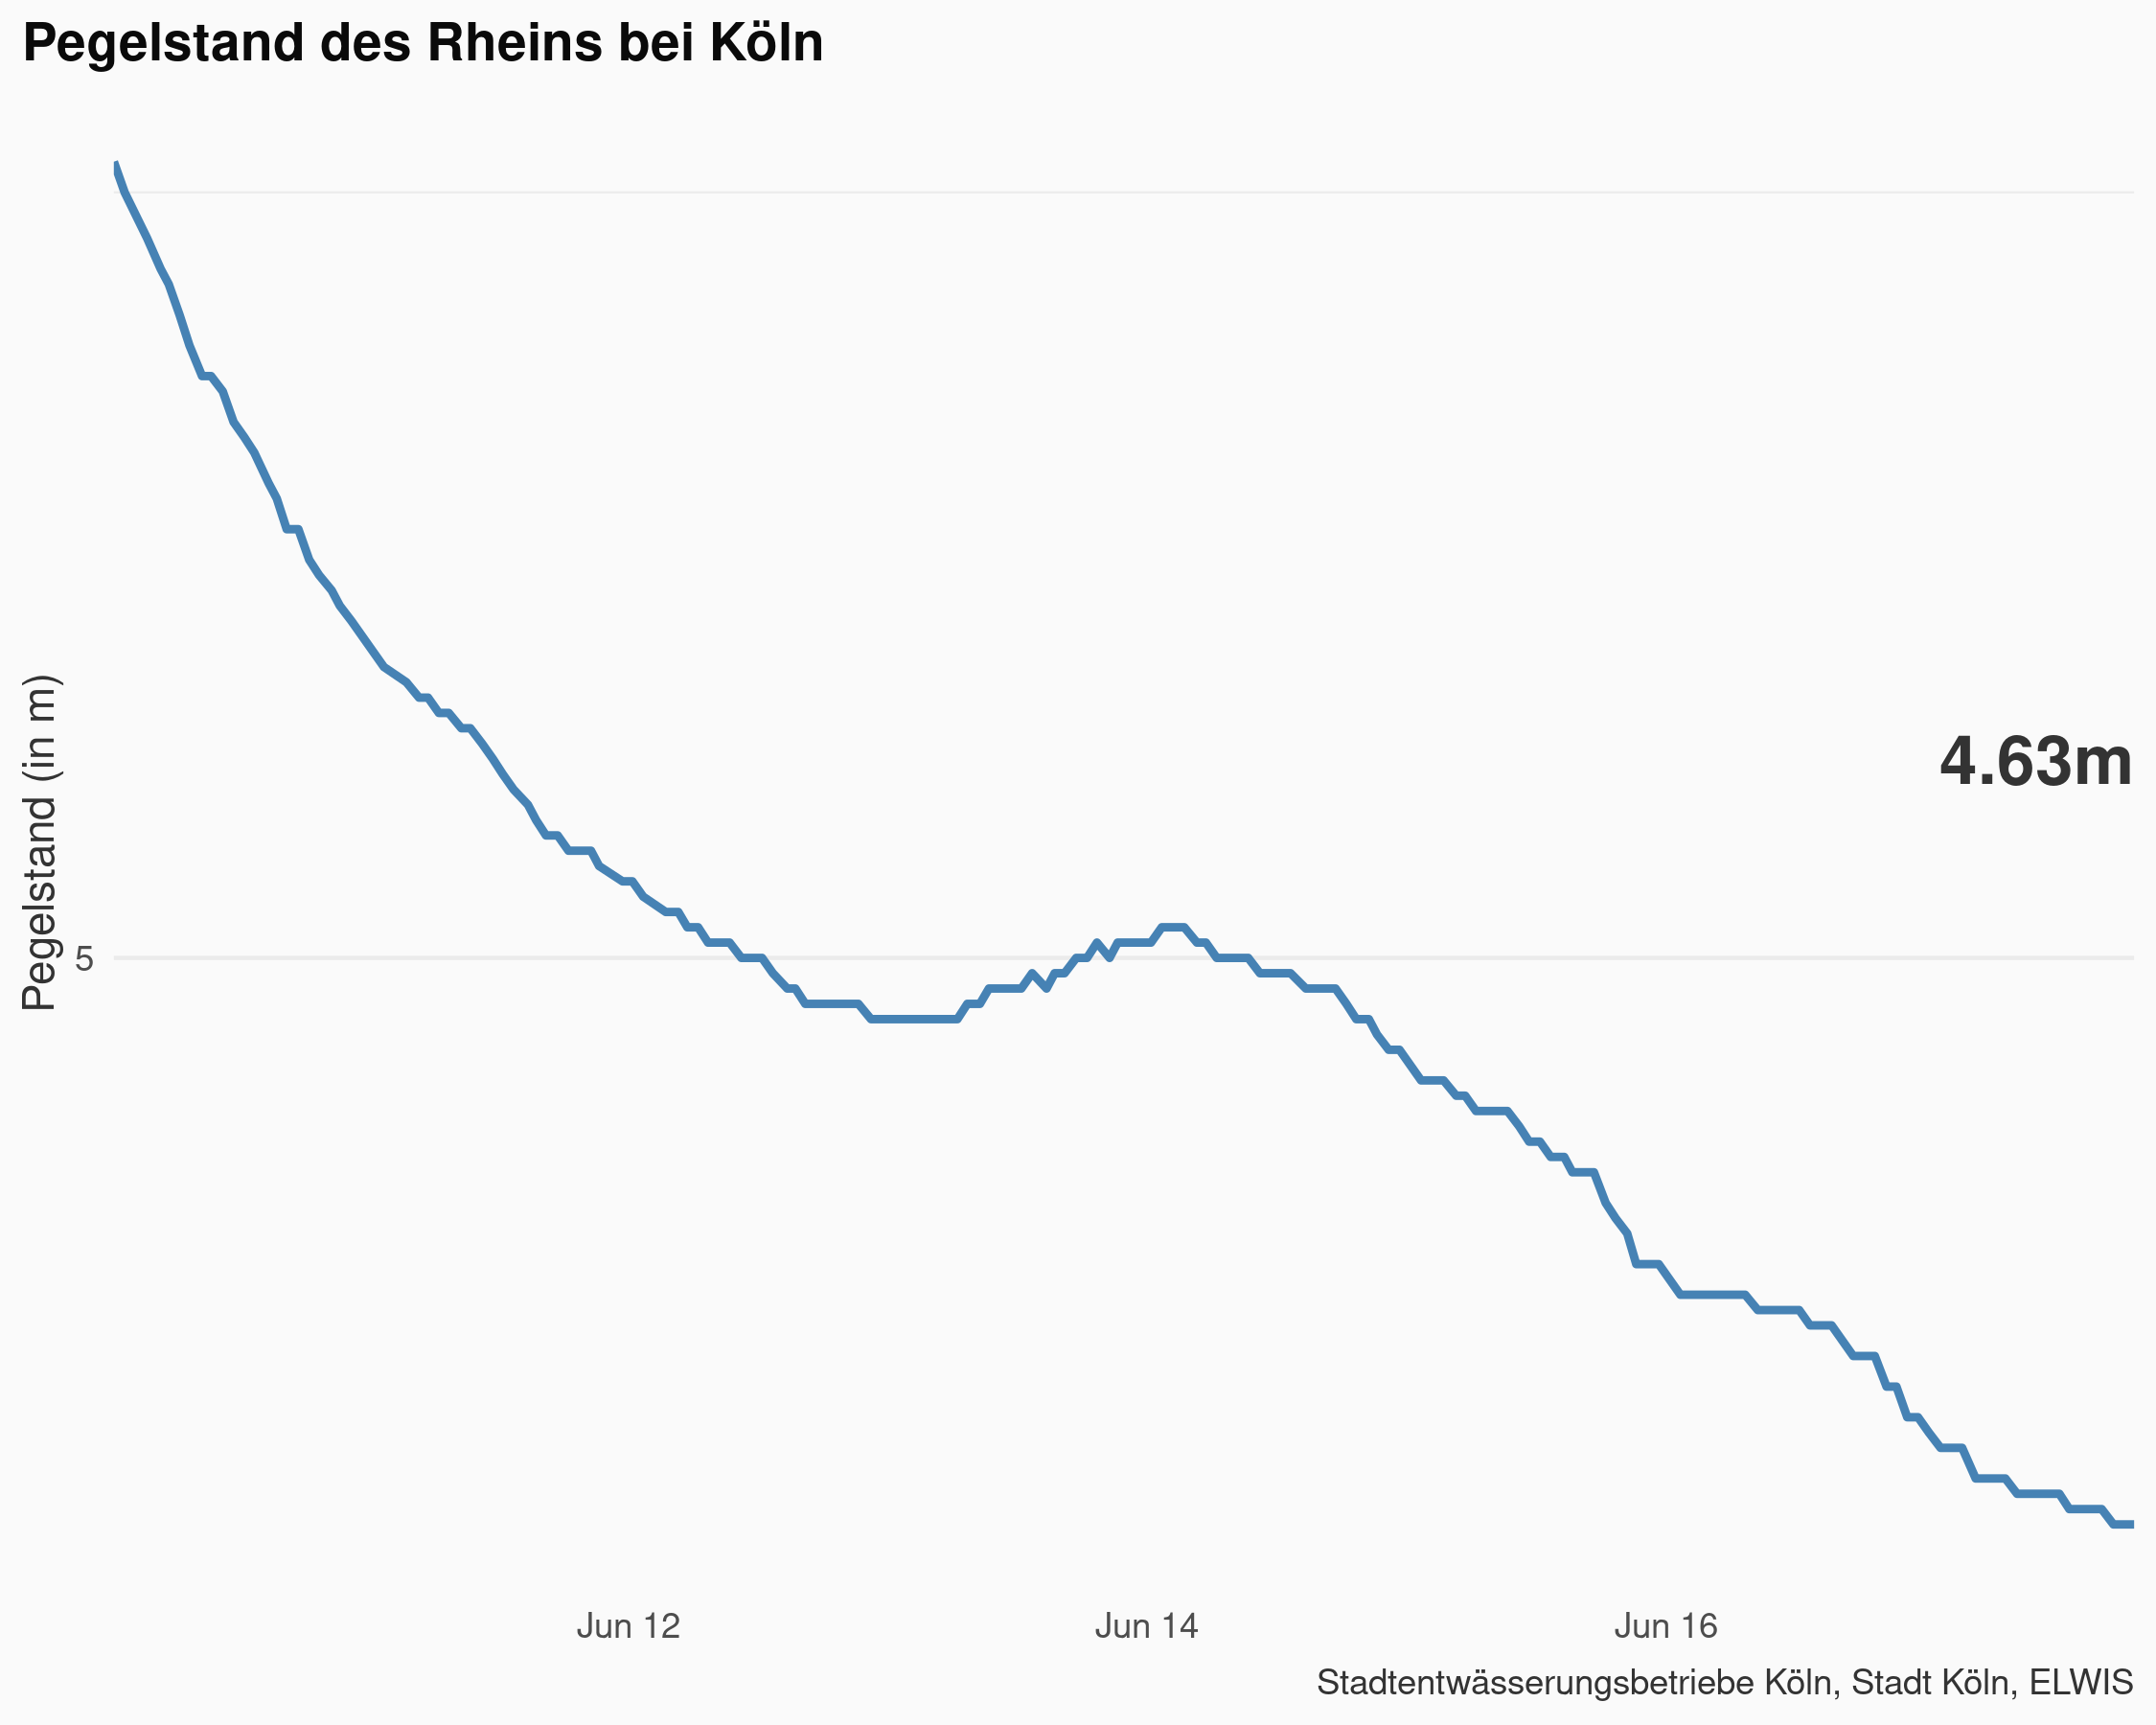 Pegelstand des Rheins bei Köln
Pegelstand (in m)
4.63m
5
Jun 12
Jun 14
Jun 16
Stadtentwässerungsbetriebe Köln, Stadt Köln, ELWIS